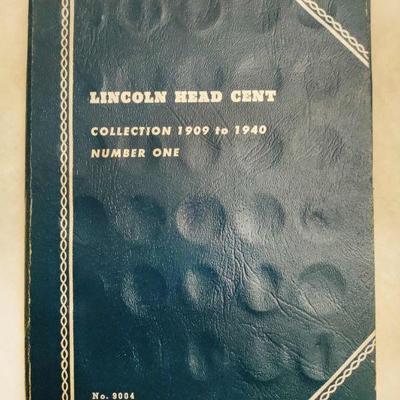 LINCOLN HEAD CENT
COLLECTION 1909 to 1940
NUMBER ONE
No. 9004